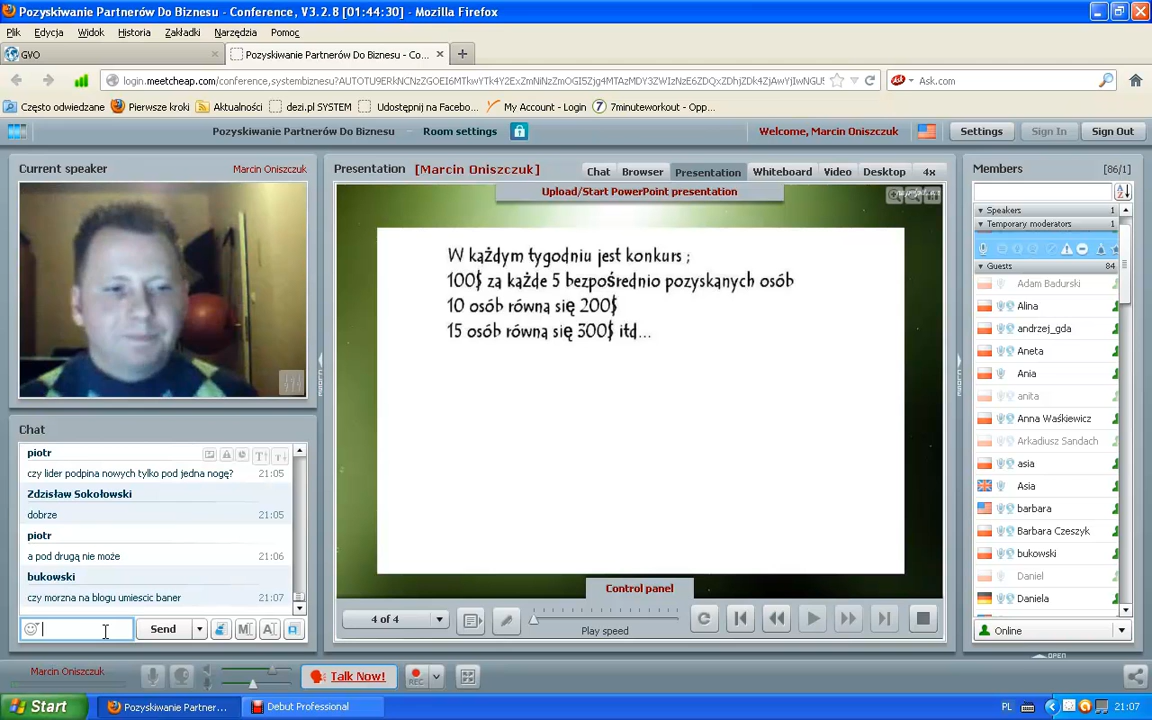 Pozyskiwanie Partnerów Do Biznesu - Conference, V3.2.8 [01:44:30] - Mozilla Firefox
Plik Edycja Widok Historia Zakładki Narzędzia Pomoc
GVO
Pozyskiwanie Partnerów Do Biznesu - Co...
login.meetcheap.com/conference,systembiznesu?
Ask.com
Często odwiedzane Pierwsze kroki Aktualności dezi.pl SYSTEM Udostępnij na Facebo... My Account - Login 7minuteworkout - Opp...
Pozyskiwanie Partnerów Do Biznesu Room settings
Welcome, Marcin Oniszczuk
Settings Sign In Sign Out
Current speaker Marcin Oniszczuk
Presentation [Marcin Oniszczuk]
Chat Browser Presentation Whiteboard Video Desktop 4x
Upload/Start PowerPoint presentation
W każdym tygodniu jest konkurs ;
100$ za każde 5 bezpośrednio pozyskanych osób
10 osób równa się 200$
15 osób równa się 300$ itd...
Control panel
4 of 4
Play speed
Members [86/1]
Speakers 1
Temporary moderators 1
Guests 84
Adam Badurski
Alina
andrzej_gda
Aneta
Ania
anita
Anna Waśkiewicz
Arkadiusz Sandach
asia
Asia
barbara
Barbara Czeszyk
bukowski
Daniel
Daniela
Online
OPEN
Chat
piotr
czy lider podpina nowych tylko pod jedna nogę? 21:05
Zdzisław Sokołowski
dobrze 21:05
piotr
a pod drugą nie może 21:06
bukowski
czy morzna na blogu umiescic baner 21:07
Send
Marcin Oniszczuk
Talk Now!
REC
Start
Pozyskiwanie Partner...
Debut Professional
PL 21:07